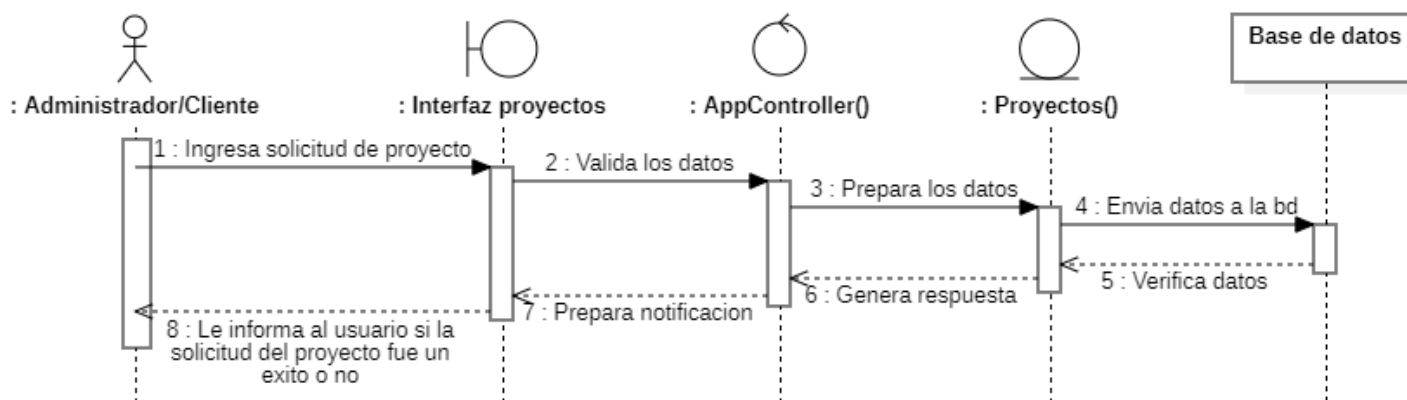 Base de datos
: Administrador/Cliente
: Interfaz proyectos
: AppController()
: Proyectos()
1 : Ingresa solicitud de proyecto
2 : Valida los datos
3 : Prepara los datos
4 : Envia datos a la bd
5 : Verifica datos
6 : Genera respuesta
7 : Prepara notificacion
8 : Le informa al usuario si la
solicitud del proyecto fue un
exito o no